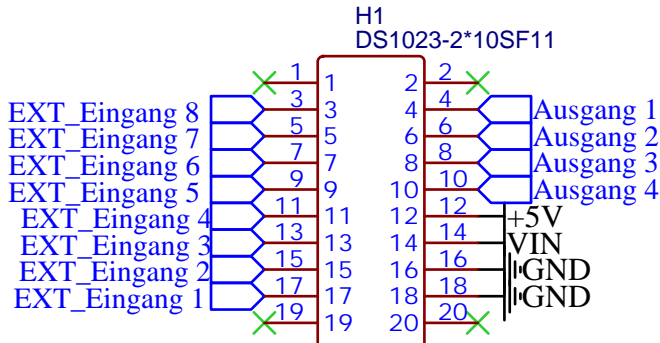 H1
DS1023-2*10SF11
1 1 2 2
EXT_Eingang 8 3 3 4 4 Ausgang 1
EXT_Eingang 7 5 5 6 6 Ausgang 2
EXT_Eingang 6 7 7 8 8 Ausgang 3
EXT_Eingang 5 9 9 10 10 Ausgang 4
EXT_Eingang 4 11 11 12 12 +5V
EXT_Eingang 3 13 13 14 14 VIN
EXT_Eingang 2 15 15 16 16 GND
EXT_Eingang 1 17 17 18 18 GND
19 19 20 20